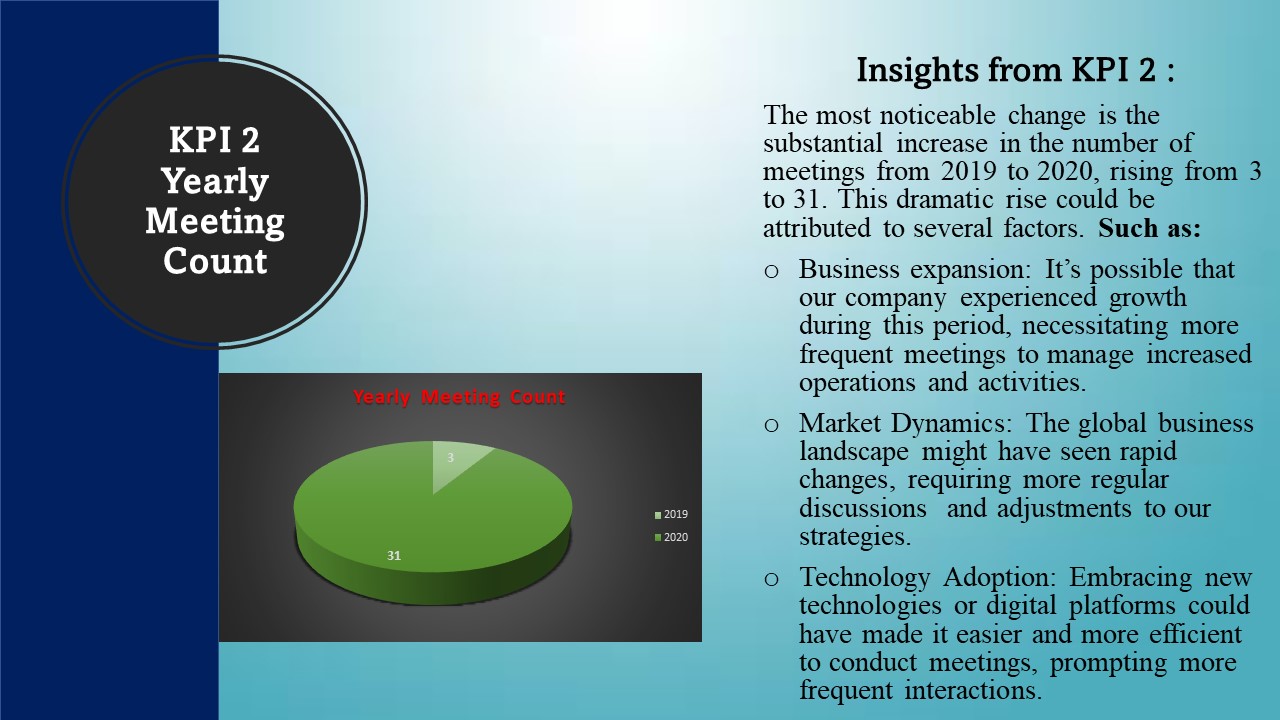 KPI 2
Yearly
Meeting
Count
Yearly Meeting Count
3
31
2019
2020
Insights from KPI 2 :
The most noticeable change is the
substantial increase in the number of
meetings from 2019 to 2020, rising from 3
to 31. This dramatic rise could be
attributed to several factors. Such as:
o Business expansion: It’s possible that
our company experienced growth
during this period, necessitating more
frequent meetings to manage increased
operations and activities.
o Market Dynamics: The global business
landscape might have seen rapid
changes, requiring more regular
discussions and adjustments to our
strategies.
o Technology Adoption: Embracing new
technologies or digital platforms could
have made it easier and more efficient
to conduct meetings, prompting more
frequent interactions.